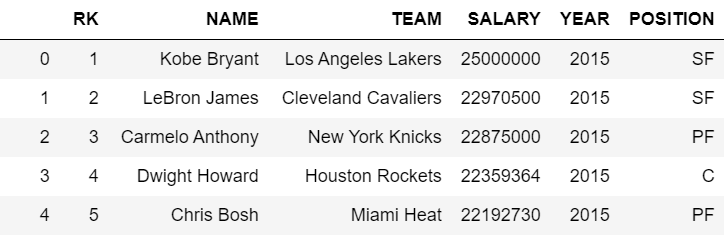 RK NAME TEAM SALARY YEAR POSITION
0 1 Kobe Bryant Los Angeles Lakers 25000000 2015 SF
1 2 LeBron James Cleveland Cavaliers 22970500 2015 SF
2 3 Carmelo Anthony New York Knicks 22875000 2015 PF
3 4 Dwight Howard Houston Rockets 22359364 2015 C
4 5 Chris Bosh Miami Heat 22192730 2015 PF